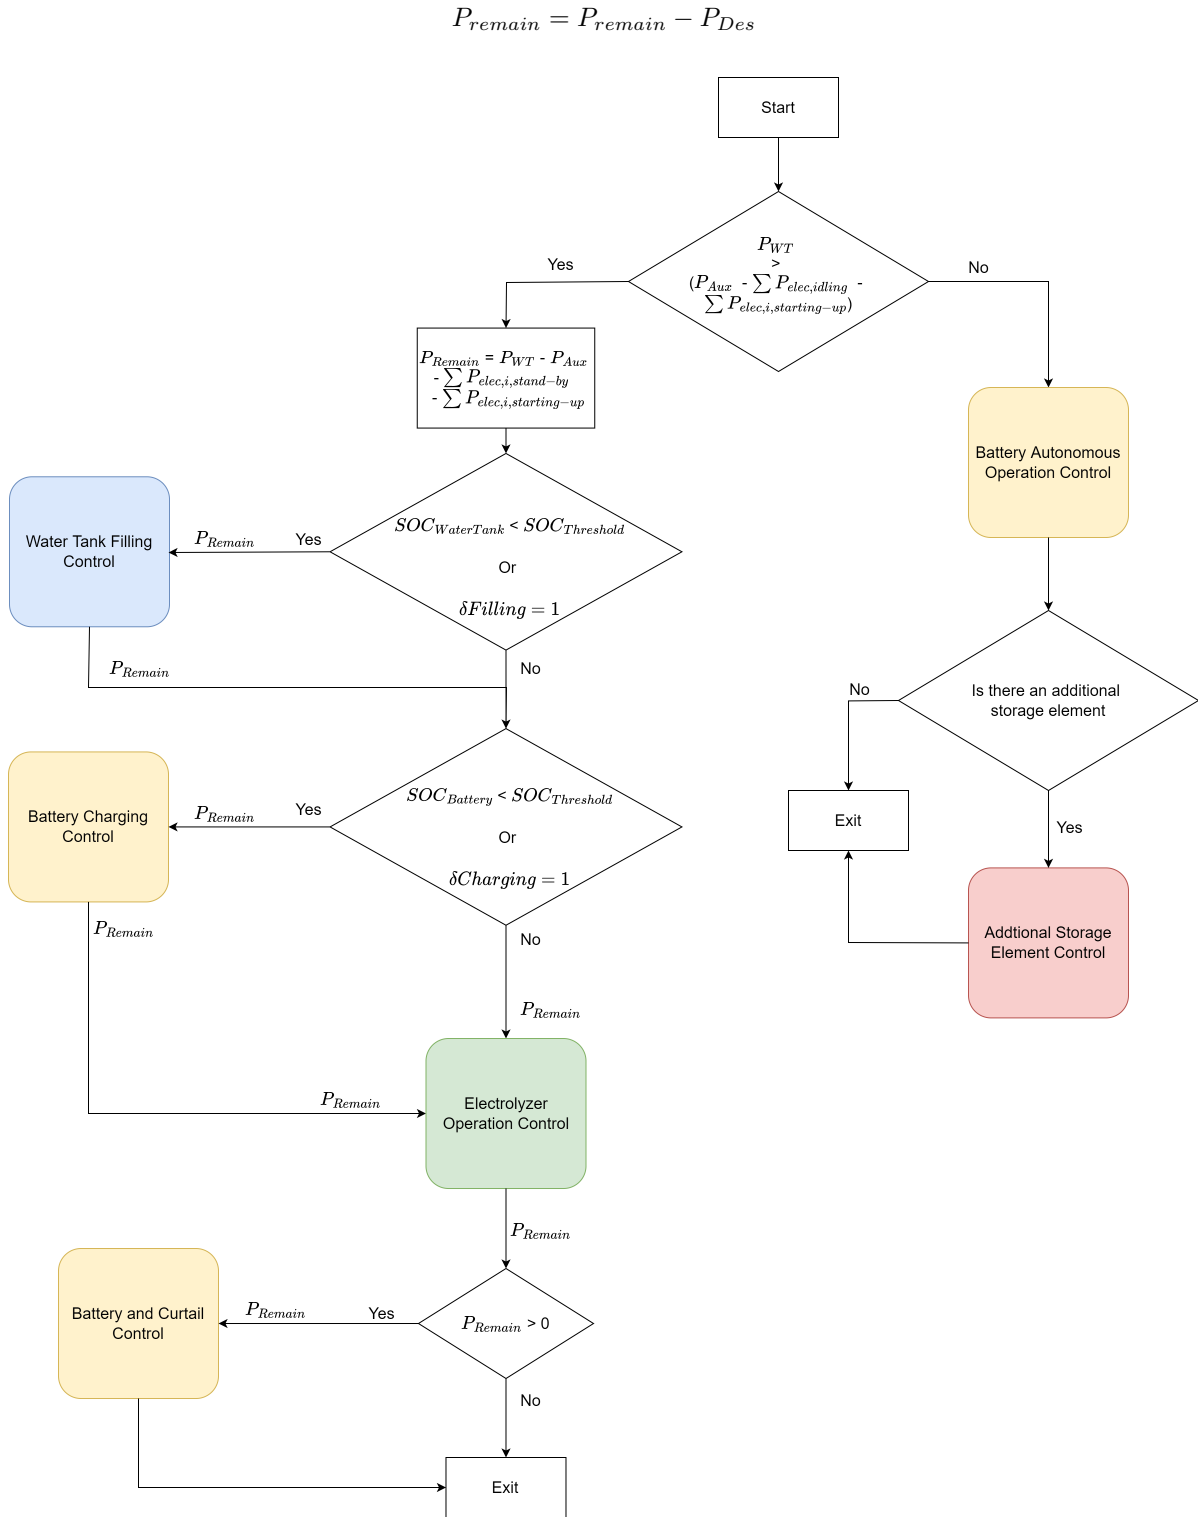 P_remain = P_remain − P_Des
Start
P_WT
>
(P_Aux - ∑ P_elec,idling -
∑ P_elec,i,starting−up)
Yes
No
P_Remain = P_WT - P_Aux
- ∑ P_elec,i,stand−by
- ∑ P_elec,i,starting−up
Battery Autonomous
Operation Control
SOC_WaterTank < SOC_Threshold
Or
δFilling = 1
Yes
P_Remain
Water Tank Filling
Control
P_Remain
No
Is there an additional
storage element
No
Exit
Yes
Addtional Storage
Element Control
SOC_Battery < SOC_Threshold
Or
δCharging = 1
Yes
P_Remain
Battery Charging
Control
P_Remain
No
P_Remain
P_Remain
Electrolyzer
Operation Control
P_Remain
P_Remain > 0
Yes
P_Remain
Battery and Curtail
Control
No
Exit